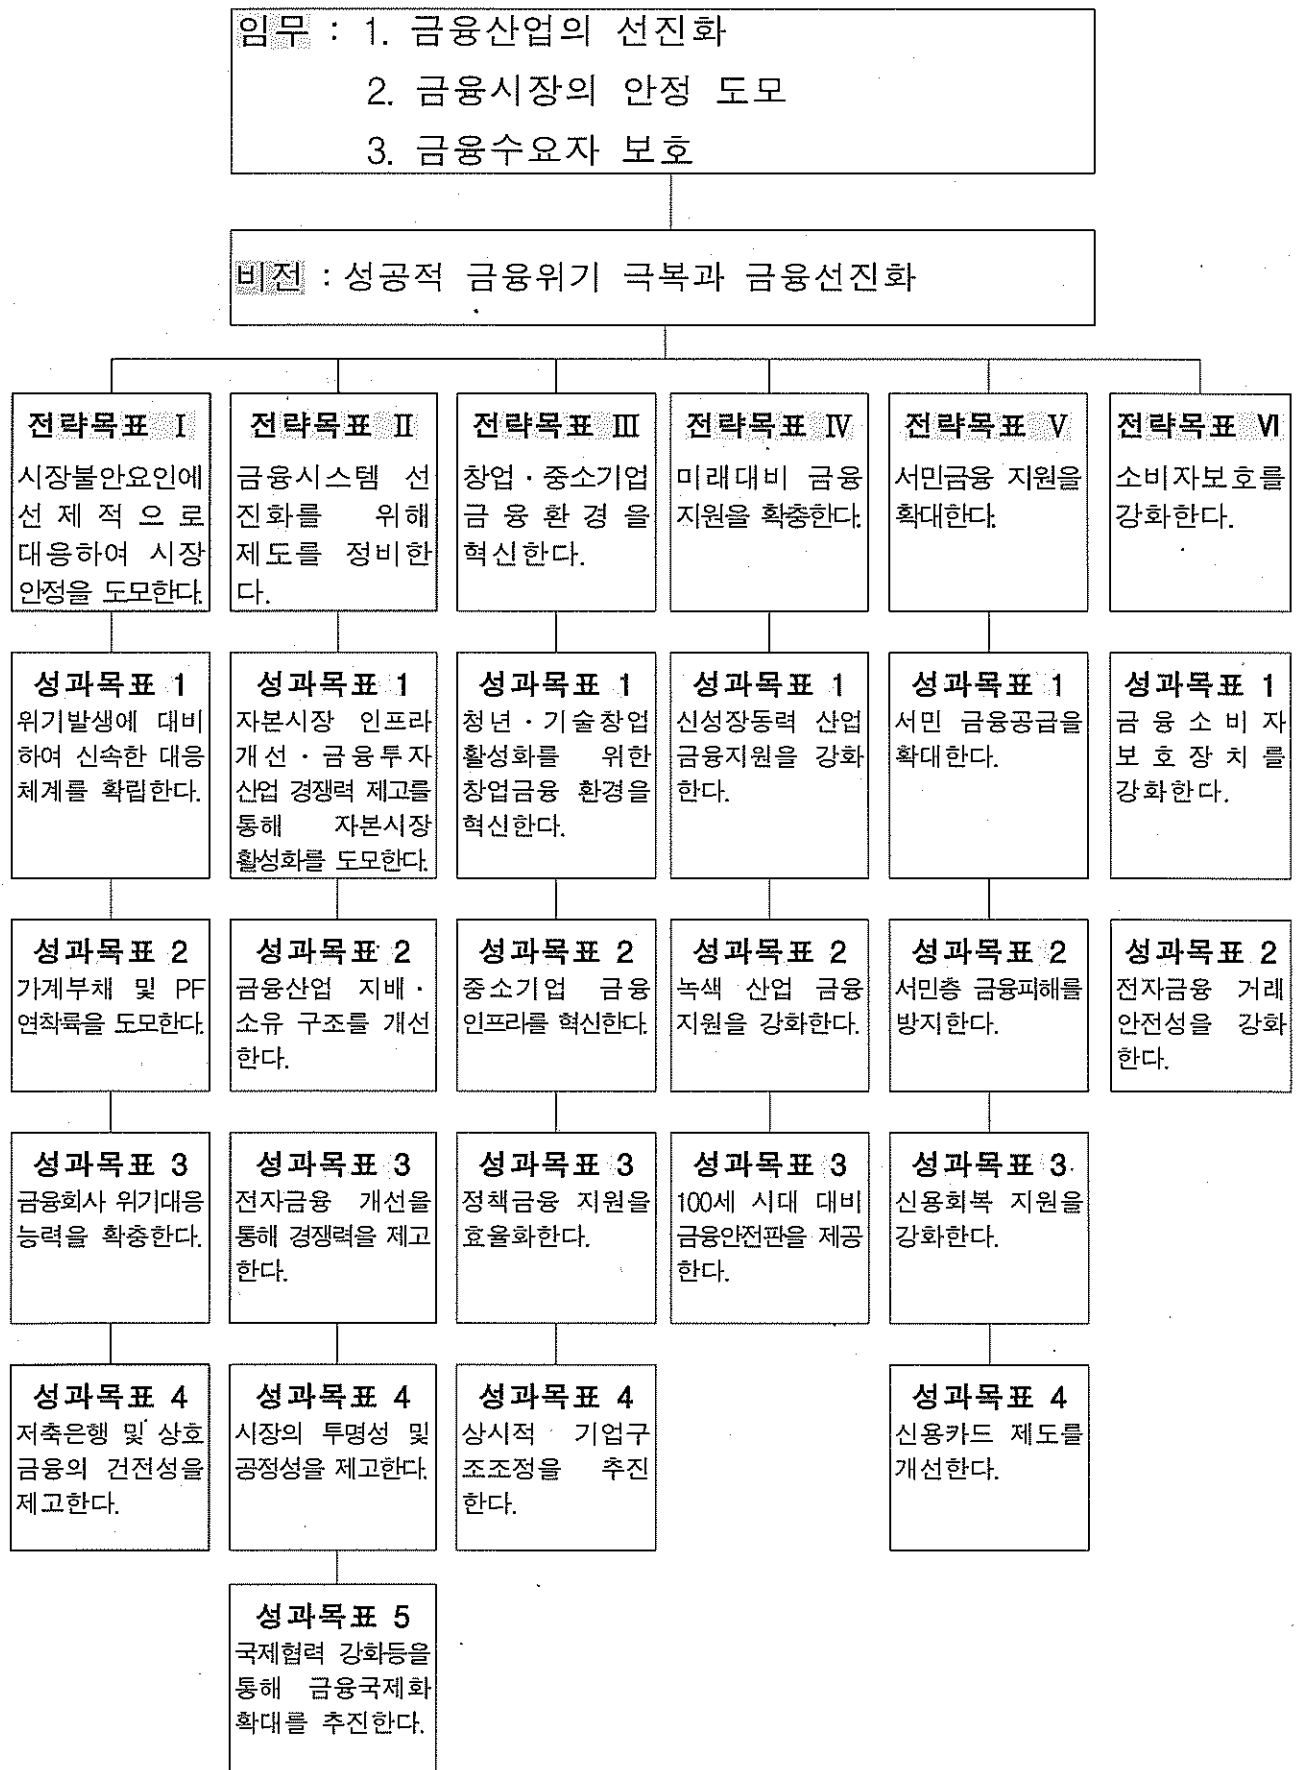 임무 : 1. 금융산업의 선진화
2. 금융시장의 안정 도모
3. 금융수요자 보호
비전 : 성공적 금융위기 극복과 금융선진화
전략목표 Ⅰ
시장불안요인에
선제적으로
대응하여 시장
안정을 도모한다.
전략목표 Ⅱ
금융시스템 선
진화를 위해
제도를 정비한
다.
전략목표 Ⅲ
창업·중소기업
금융환경을
혁신한다.
전략목표 Ⅳ
미래대비 금융
지원을 확충한다.
전략목표 Ⅴ
서민금융 지원을
확대한다.
전략목표 Ⅵ
소비자보호를
강화한다.
성과목표 1
위기발생에 대비
하여 신속한 대응
체계를 확립한다.
성과목표 1
자본시장 인프라
개선·금융투자
산업 경쟁력 제고를
통해 자본시장
활성화를 도모한다.
성과목표 1
청년·기술창업
활성화를 위한
창업금융 환경을
혁신한다.
성과목표 1
신성장동력 산업
금융지원을 강화
한다.
성과목표 1
서민 금융공급을
확대한다.
성과목표 1
금융소비자
보호장치를
강화한다.
성과목표 2
가계부채 및 PF
연착륙을 도모한다.
성과목표 2
금융산업 지배·
소유 구조를 개선
한다.
성과목표 2
중소기업 금융
인프라를 혁신한다.
성과목표 2
녹색 산업 금융
지원을 강화한다.
성과목표 2
서민층 금융피해를
방지한다.
성과목표 2
전자금융 거래
안전성을 강화
한다.
성과목표 3
금융회사 위기대응
능력을 확충한다.
성과목표 3
전자금융 개선을
통해 경쟁력을 제고
한다.
성과목표 3
정책금융 지원을
효율화한다.
성과목표 3
100세 시대 대비
금융안전판을 제공
한다.
성과목표 3
신용회복 지원을
강화한다.
성과목표 4
저축은행 및 상호
금융의 건전성을
제고한다.
성과목표 4
시장의 투명성 및
공정성을 제고한다.
성과목표 4
상시적 기업구
조조정을 추진
한다.
성과목표 4
신용카드 제도를
개선한다.
성과목표 5
국제협력 강화등을
통해 금융국제화
확대를 추진한다.